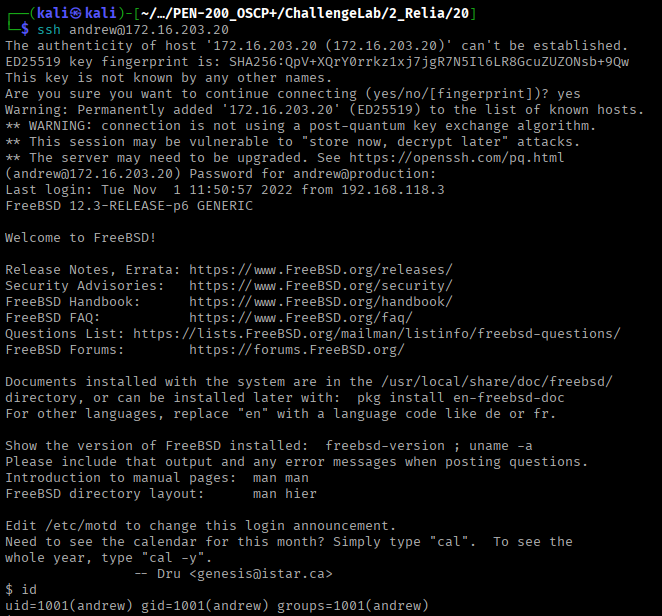 ┌──(kali㉿kali)-[~/…/PEN-200_OSCP+/ChallengeLab/2_Relia/20]
└─$ ssh andrew@172.16.203.20
The authenticity of host '172.16.203.20 (172.16.203.20)' can't be established.
ED25519 key fingerprint is: SHA256:QpV+XQrY0rrkz1xj7jgR7N5Il6LR8GcuZUZONsb+9Qw
This key is not known by any other names.
Are you sure you want to continue connecting (yes/no/[fingerprint])? yes
Warning: Permanently added '172.16.203.20' (ED25519) to the list of known hosts.
** WARNING: connection is not using a post-quantum key exchange algorithm.
** This session may be vulnerable to "store now, decrypt later" attacks.
** The server may need to be upgraded. See https://openssh.com/pq.html
(andrew@172.16.203.20) Password for andrew@production:
Last login: Tue Nov  1 11:50:57 2022 from 192.168.118.3
FreeBSD 12.3-RELEASE-p6 GENERIC

Welcome to FreeBSD!

Release Notes, Errata: https://www.FreeBSD.org/releases/
Security Advisories:   https://www.FreeBSD.org/security/
FreeBSD Handbook:      https://www.FreeBSD.org/handbook/
FreeBSD FAQ:           https://www.FreeBSD.org/faq/
Questions List: https://lists.FreeBSD.org/mailman/listinfo/freebsd-questions/
FreeBSD Forums:        https://forums.FreeBSD.org/

Documents installed with the system are in the /usr/local/share/doc/freebsd/
directory, or can be installed later with:  pkg install en-freebsd-doc
For other languages, replace "en" with a language code like de or fr.

Show the version of FreeBSD installed:  freebsd-version ; uname -a
Please include that output and any error messages when posting questions.
Introduction to manual pages:  man man
FreeBSD directory layout:      man hier

Edit /etc/motd to change this login announcement.
Need to see the calendar for this month? Simply type "cal".  To see the
whole year, type "cal -y".
                -- Dru <genesis@istar.ca>
$ id
uid=1001(andrew) gid=1001(andrew) groups=1001(andrew)